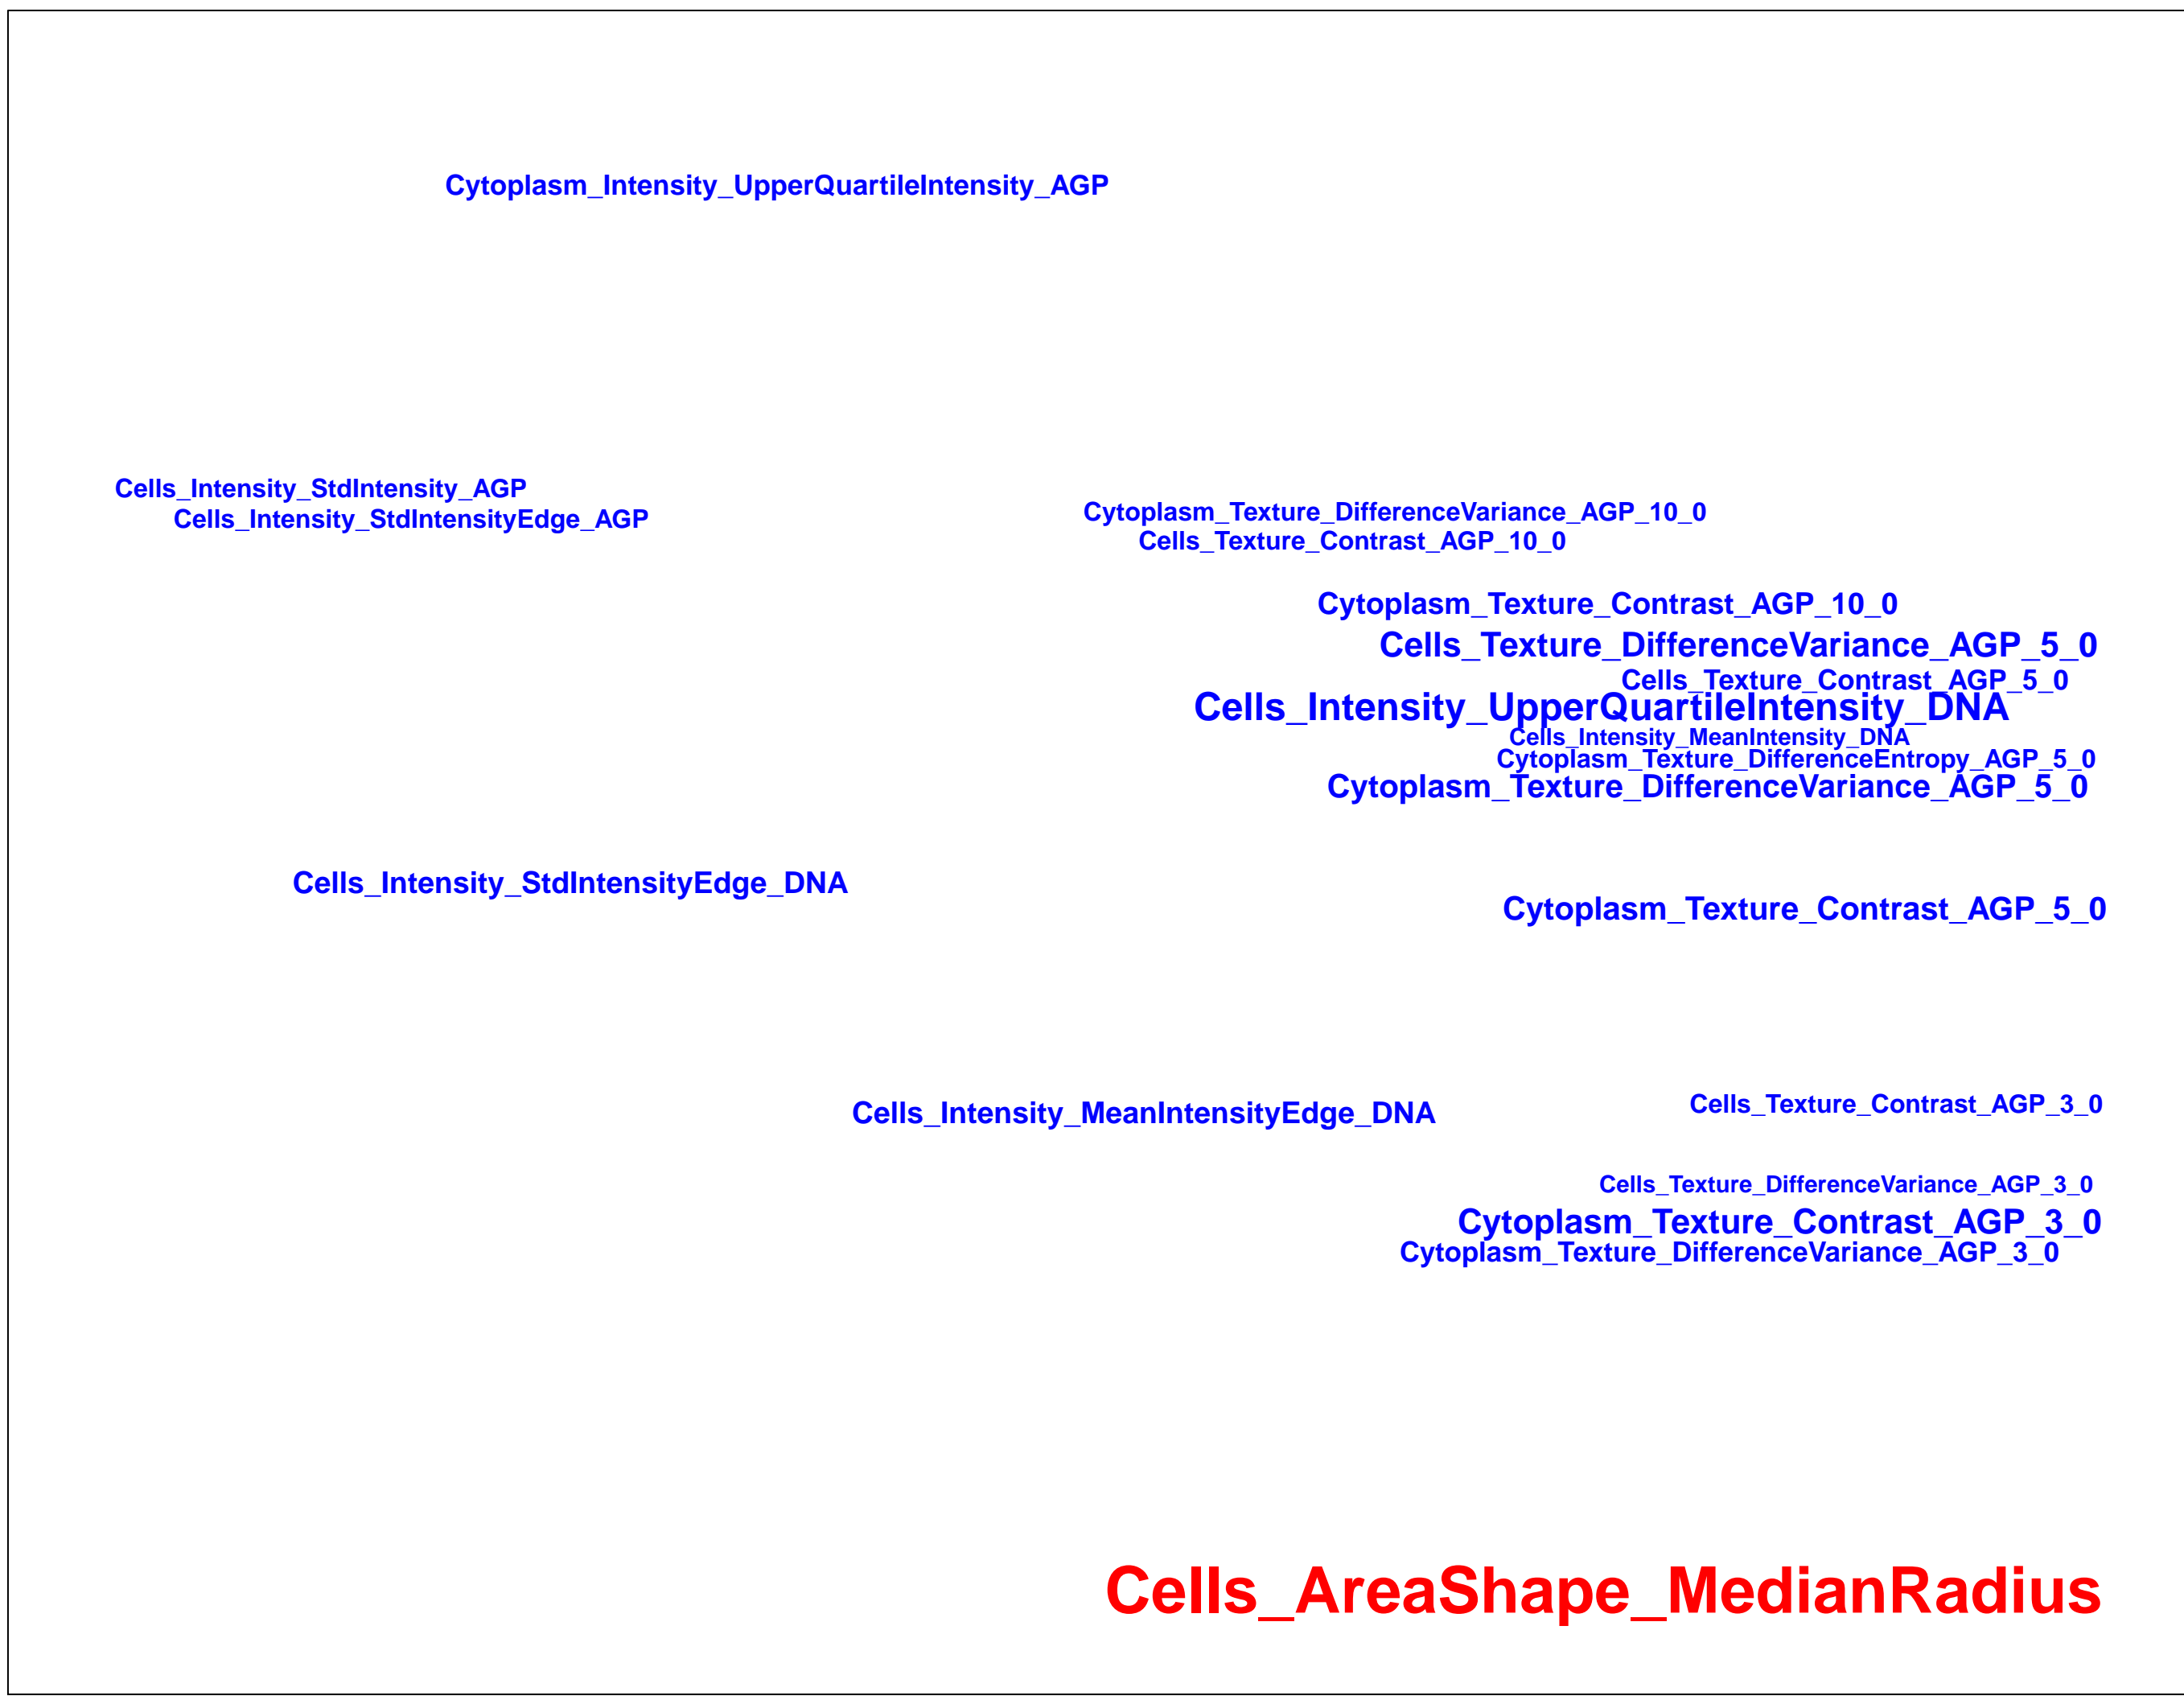 Cytoplasm_Intensity_UpperQuartileIntensity_AGP
Cells_Intensity_StdIntensity_AGP
Cells_Intensity_StdIntensityEdge_AGP
Cytoplasm_Texture_DifferenceVariance_AGP_10_0
Cells_Texture_Contrast_AGP_10_0
Cytoplasm_Texture_Contrast_AGP_10_0
Cells_Texture_DifferenceVariance_AGP_5_0
Cells_Texture_Contrast_AGP_5_0
Cells_Intensity_UpperQuartileIntensity_DNA
Cells_Intensity_MeanIntensity_DNA
Cytoplasm_Texture_DifferenceEntropy_AGP_5_0
Cytoplasm_Texture_DifferenceVariance_AGP_5_0
Cells_Intensity_StdIntensityEdge_DNA
Cytoplasm_Texture_Contrast_AGP_5_0
Cells_Intensity_MeanIntensityEdge_DNA
Cells_Texture_Contrast_AGP_3_0
Cells_Texture_DifferenceVariance_AGP_3_0
Cytoplasm_Texture_Contrast_AGP_3_0
Cytoplasm_Texture_DifferenceVariance_AGP_3_0
Cells_AreaShape_MedianRadius